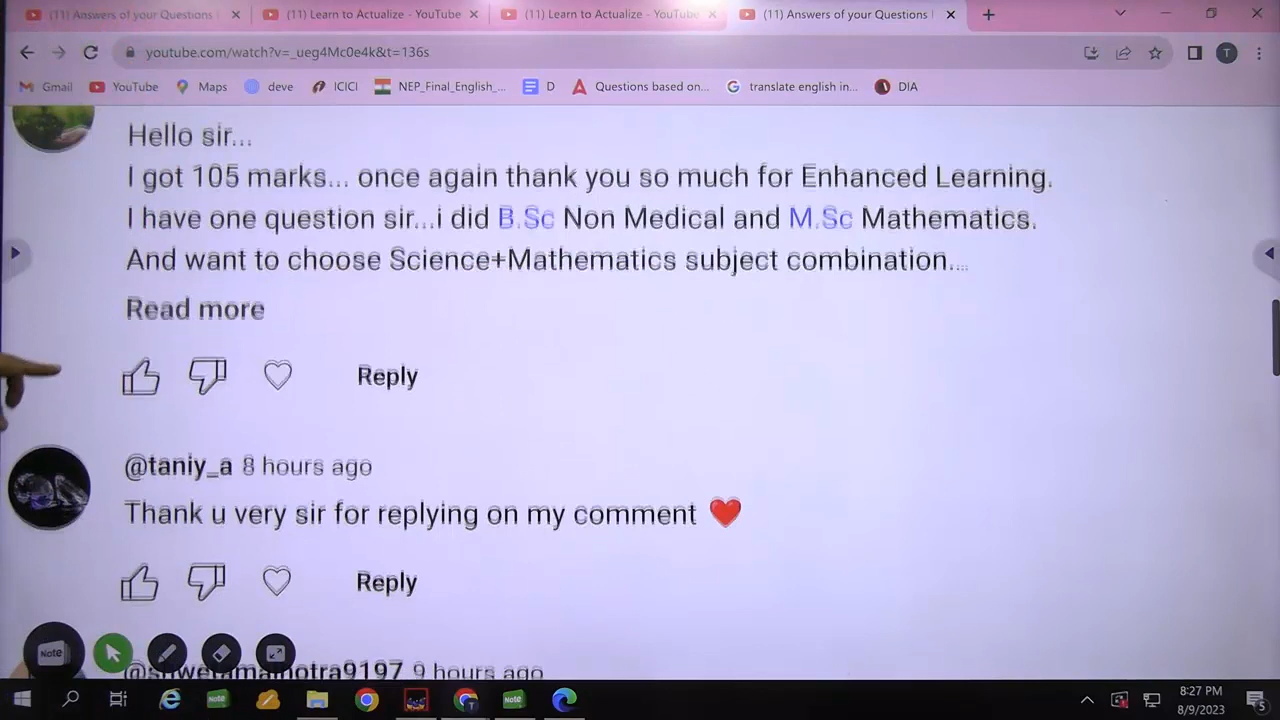 (11) Answers of your Questions
(11) Learn to Actualize - YouTube
(11) Learn to Actualize - YouTube
(11) Answers of your Questions
youtube.com/watch?v=_ueg4Mc0e4k&t=136s
T
Gmail
YouTube
Maps
deve
ICICI
NEP_Final_English_...
D
Questions based on...
translate english in...
DIA
Hello sir...
I got 105 marks... once again thank you so much for Enhanced Learning.
I have one question sir...i did B.Sc Non Medical and M.Sc Mathematics.
And want to choose Science+Mathematics subject combination....
Read more
Reply
@taniy_a 8 hours ago
Thank u very sir for replying on my comment ❤️
Reply
Note
@shwetamalhotra9197 9 hours ago
Note
T
Note
8:27 PM
8/9/2023
5